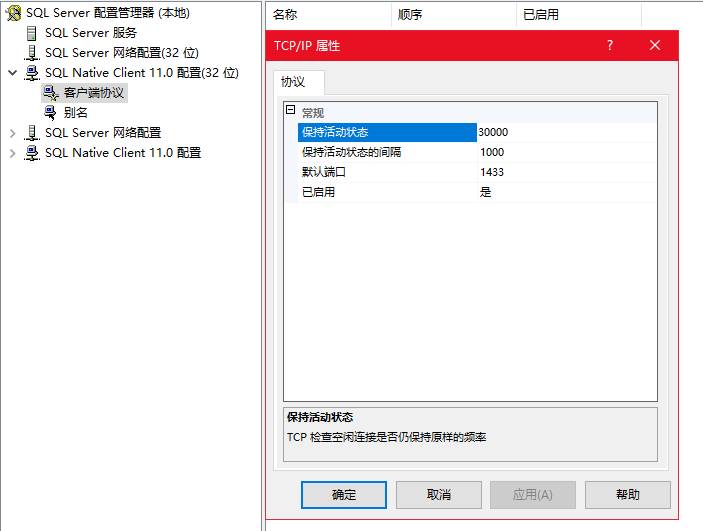 SQL Server 配置管理器 (本地)
SQL Server 服务
SQL Server 网络配置(32 位)
SQL Native Client 11.0 配置(32 位)
客户端协议
别名
SQL Server 网络配置
SQL Native Client 11.0 配置
名称 顺序 已启用
TCP/IP 属性 ?
协议
常规
保持活动状态 30000
保持活动状态的间隔 1000
默认端口 1433
已启用 是
保持活动状态
TCP 检查空闲连接是否仍保持原样的频率
确定 取消 应用(A) 帮助